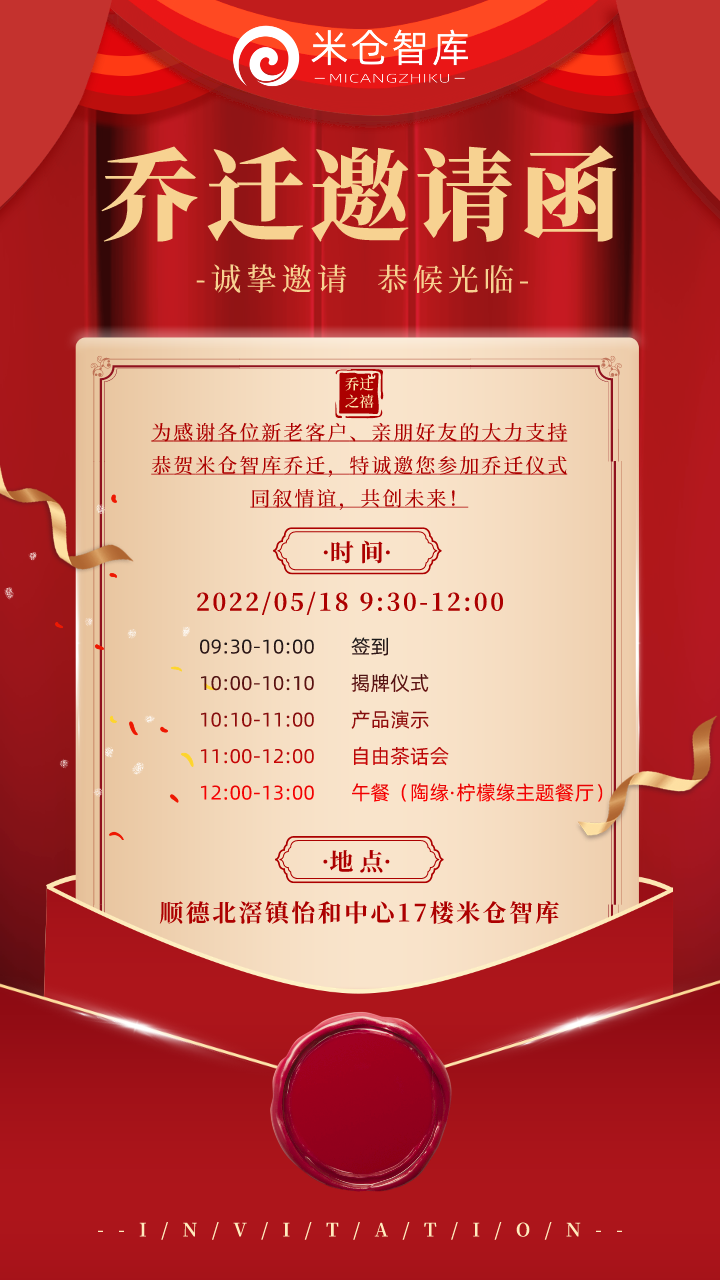 米仓智库
MICANGZHIKU
乔迁邀请函
-诚挚邀请 恭候光临-
乔迁
之禧
为感谢各位新老客户、亲朋好友的大力支持
恭贺米仓智库乔迁，特诚邀您参加乔迁仪式
同叙情谊，共创未来！
·时间·
2022/05/18 9:30-12:00
09:30-10:00 签到
10:00-10:10 揭牌仪式
10:10-11:00 产品演示
11:00-12:00 自由茶话会
12:00-13:00 午餐（陶缘·柠檬缘主题餐厅）
·地点·
顺德北滘镇怡和中心17楼米仓智库
--I/N/V/I/T/A/T/I/O/N--